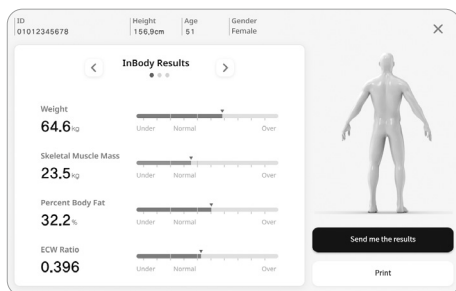 ID
01012345678
Height
156,9cm
Age
51
Gender
Female
InBody Results
Weight
64.6kg
Under Normal Over
Skeletal Muscle Mass
23.5kg
Under Normal Over
Percent Body Fat
32.2%
Under Normal Over
ECW Ratio
0.396
Under Normal Over
Send me the results
Print